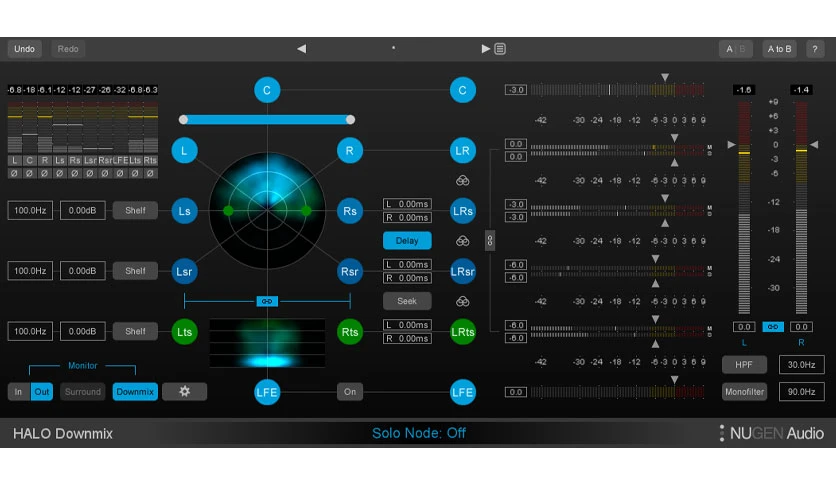 Undo Redo A B A to B ?
-6.8 -18 -6.1 -12 -12 -27 -26 -32 -6.8 -6.3
L C R Ls Rs Lsr Rsr LFE Lts Rts
Ø Ø Ø Ø Ø Ø Ø Ø Ø Ø
C C -3.0 -1.6 -1.4
-42 -30 -24 -18 -12 -6 -3 0 3 6 9
L R LR 0.0 M
0.0 S
-42 -30 -24 -18 -12 -6 -3 0 3 6 9
100.0Hz 0.00dB Shelf Ls Rs L 0.00ms LRs -3.0 M
R 0.00ms -3.0
-42 -30 -24 -18 -12 -6 -3 0 3 6 9
Delay
100.0Hz 0.00dB Shelf Lsr Rsr L 0.00ms LRsr -6.0 M
R 0.00ms -6.0
-42 -30 -24 -18 -12 -6 -3 0 3 6 9
Seek
100.0Hz 0.00dB Shelf Lts Rts L 0.00ms LRts -6.0 M
R 0.00ms -6.0
-42 -30 -24 -18 -12 -6 -3 0 3 6 9
+9
+6
+3
0
-3
-6
-12
-18
-24
-30
0.0 0.0
L R
Monitor
In Out Surround Downmix LFE On LFE 0.0
HPF 30.0Hz
Monofilter 90.0Hz
HALO Downmix Solo Node: Off NUGEN Audio